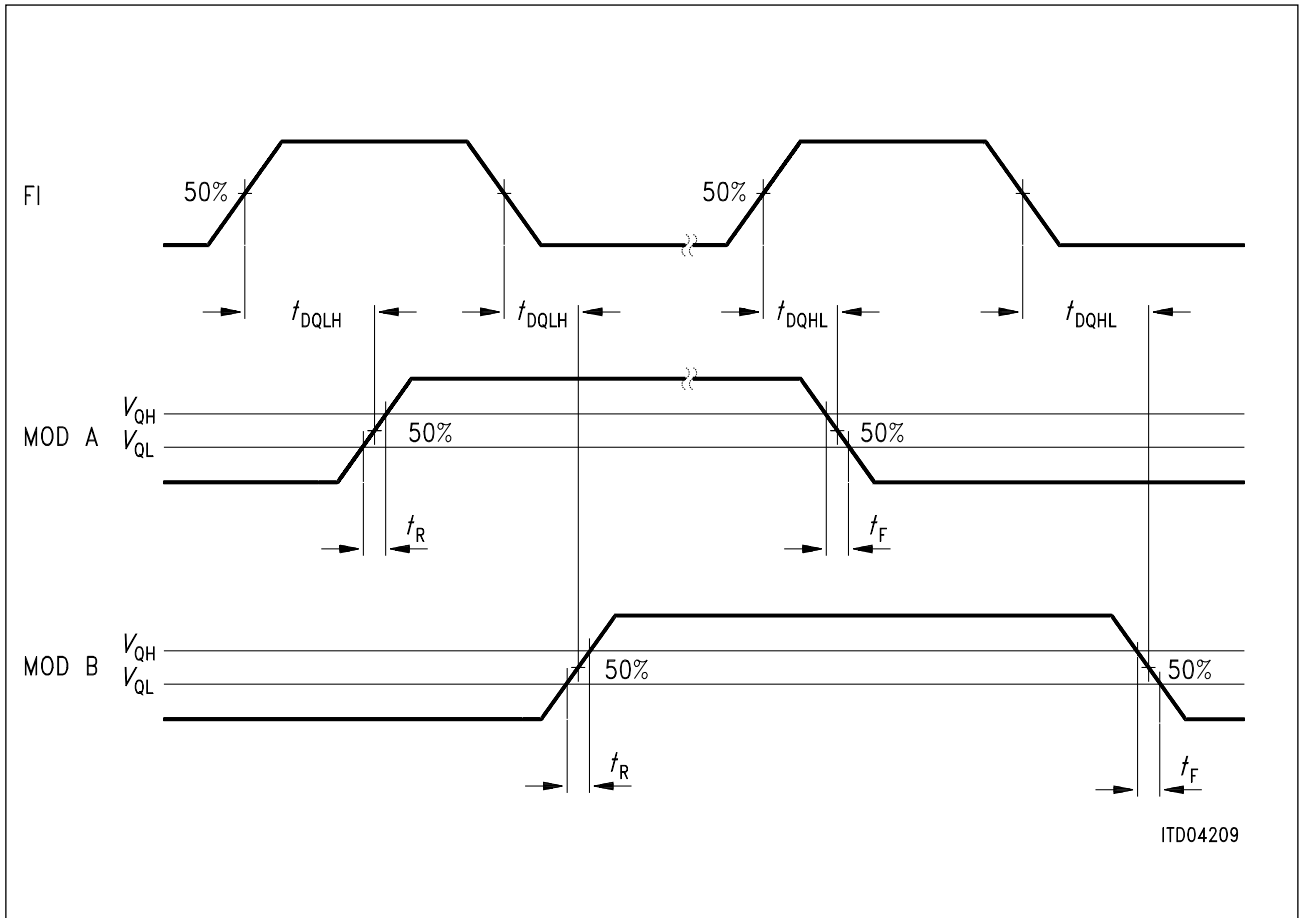 FI 50% 50%
tDQLH tDQLH tDQHL tDQHL
VQH
MOD A VQL 50% 50%
tR tF
VQH
MOD B VQL 50% 50%
tR tF
ITD04209